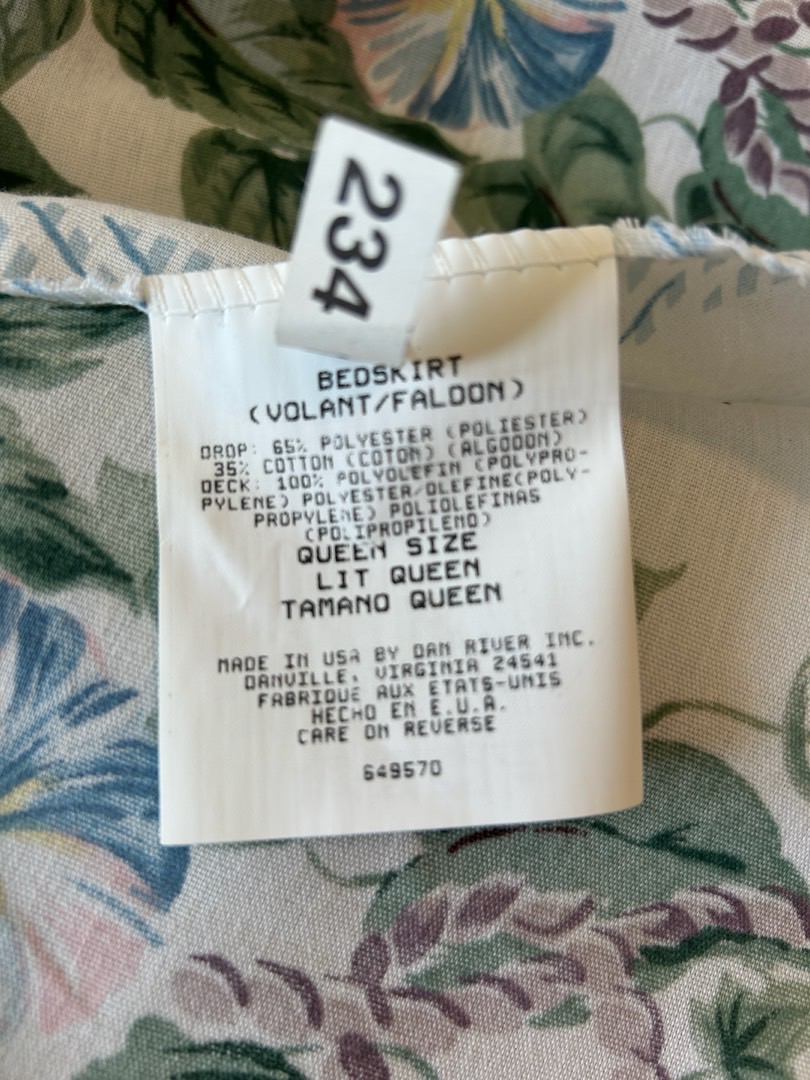 234
BEDSKIRT
(VOLANT/FALDON)
DROP: 65% POLYESTER (POLIESTER)
35% COTTON (COTON) (ALGODON)
DECK: 100% POLYOLEFIN (POLYPRO-
PYLENE) POLYESTER/OLEFINE(POLY-
PROPYLENE) POLIOLEFINAS
(POLIPROPILENO)
QUEEN SIZE
LIT QUEEN
TAMANO QUEEN
MADE IN USA BY DAN RIVER INC.
DANVILLE, VIRGINIA 24541
FABRIQUE AUX ETATS-UNIS
HECHO EN E.U.A.
CARE ON REVERSE
649570